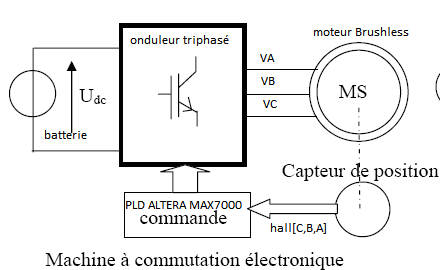 onduleur triphasé
moteur Brushless
VA
VB
VC
MS
Udc
batterie
Capteur de position
PLD ALTERA MAX7000
commande
hall[C,B,A]
Machine à commutation électronique